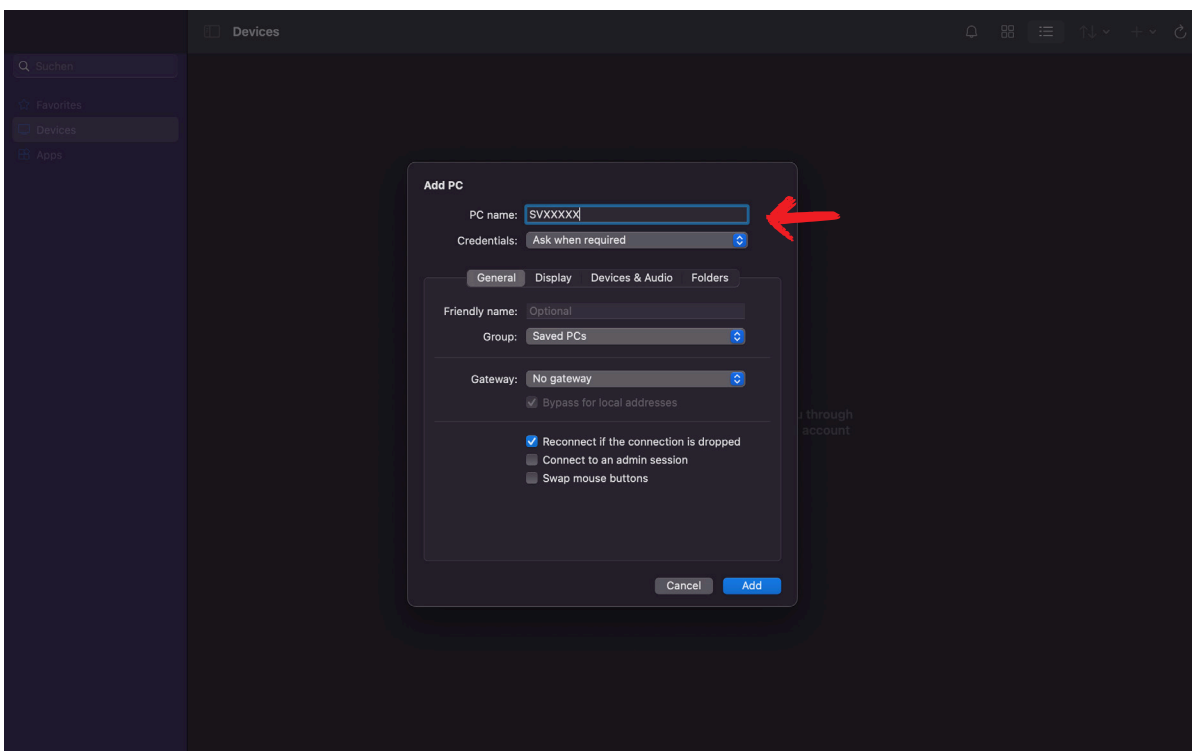 Devices
Suchen
Favorites
Devices
Apps
Add PC
PC name: SVXXXXX
Credentials: Ask when required
General Display Devices & Audio Folders
Friendly name: Optional
Group: Saved PCs
Gateway: No gateway
Bypass for local addresses
u through
account
Reconnect if the connection is dropped
Connect to an admin session
Swap mouse buttons
Cancel Add